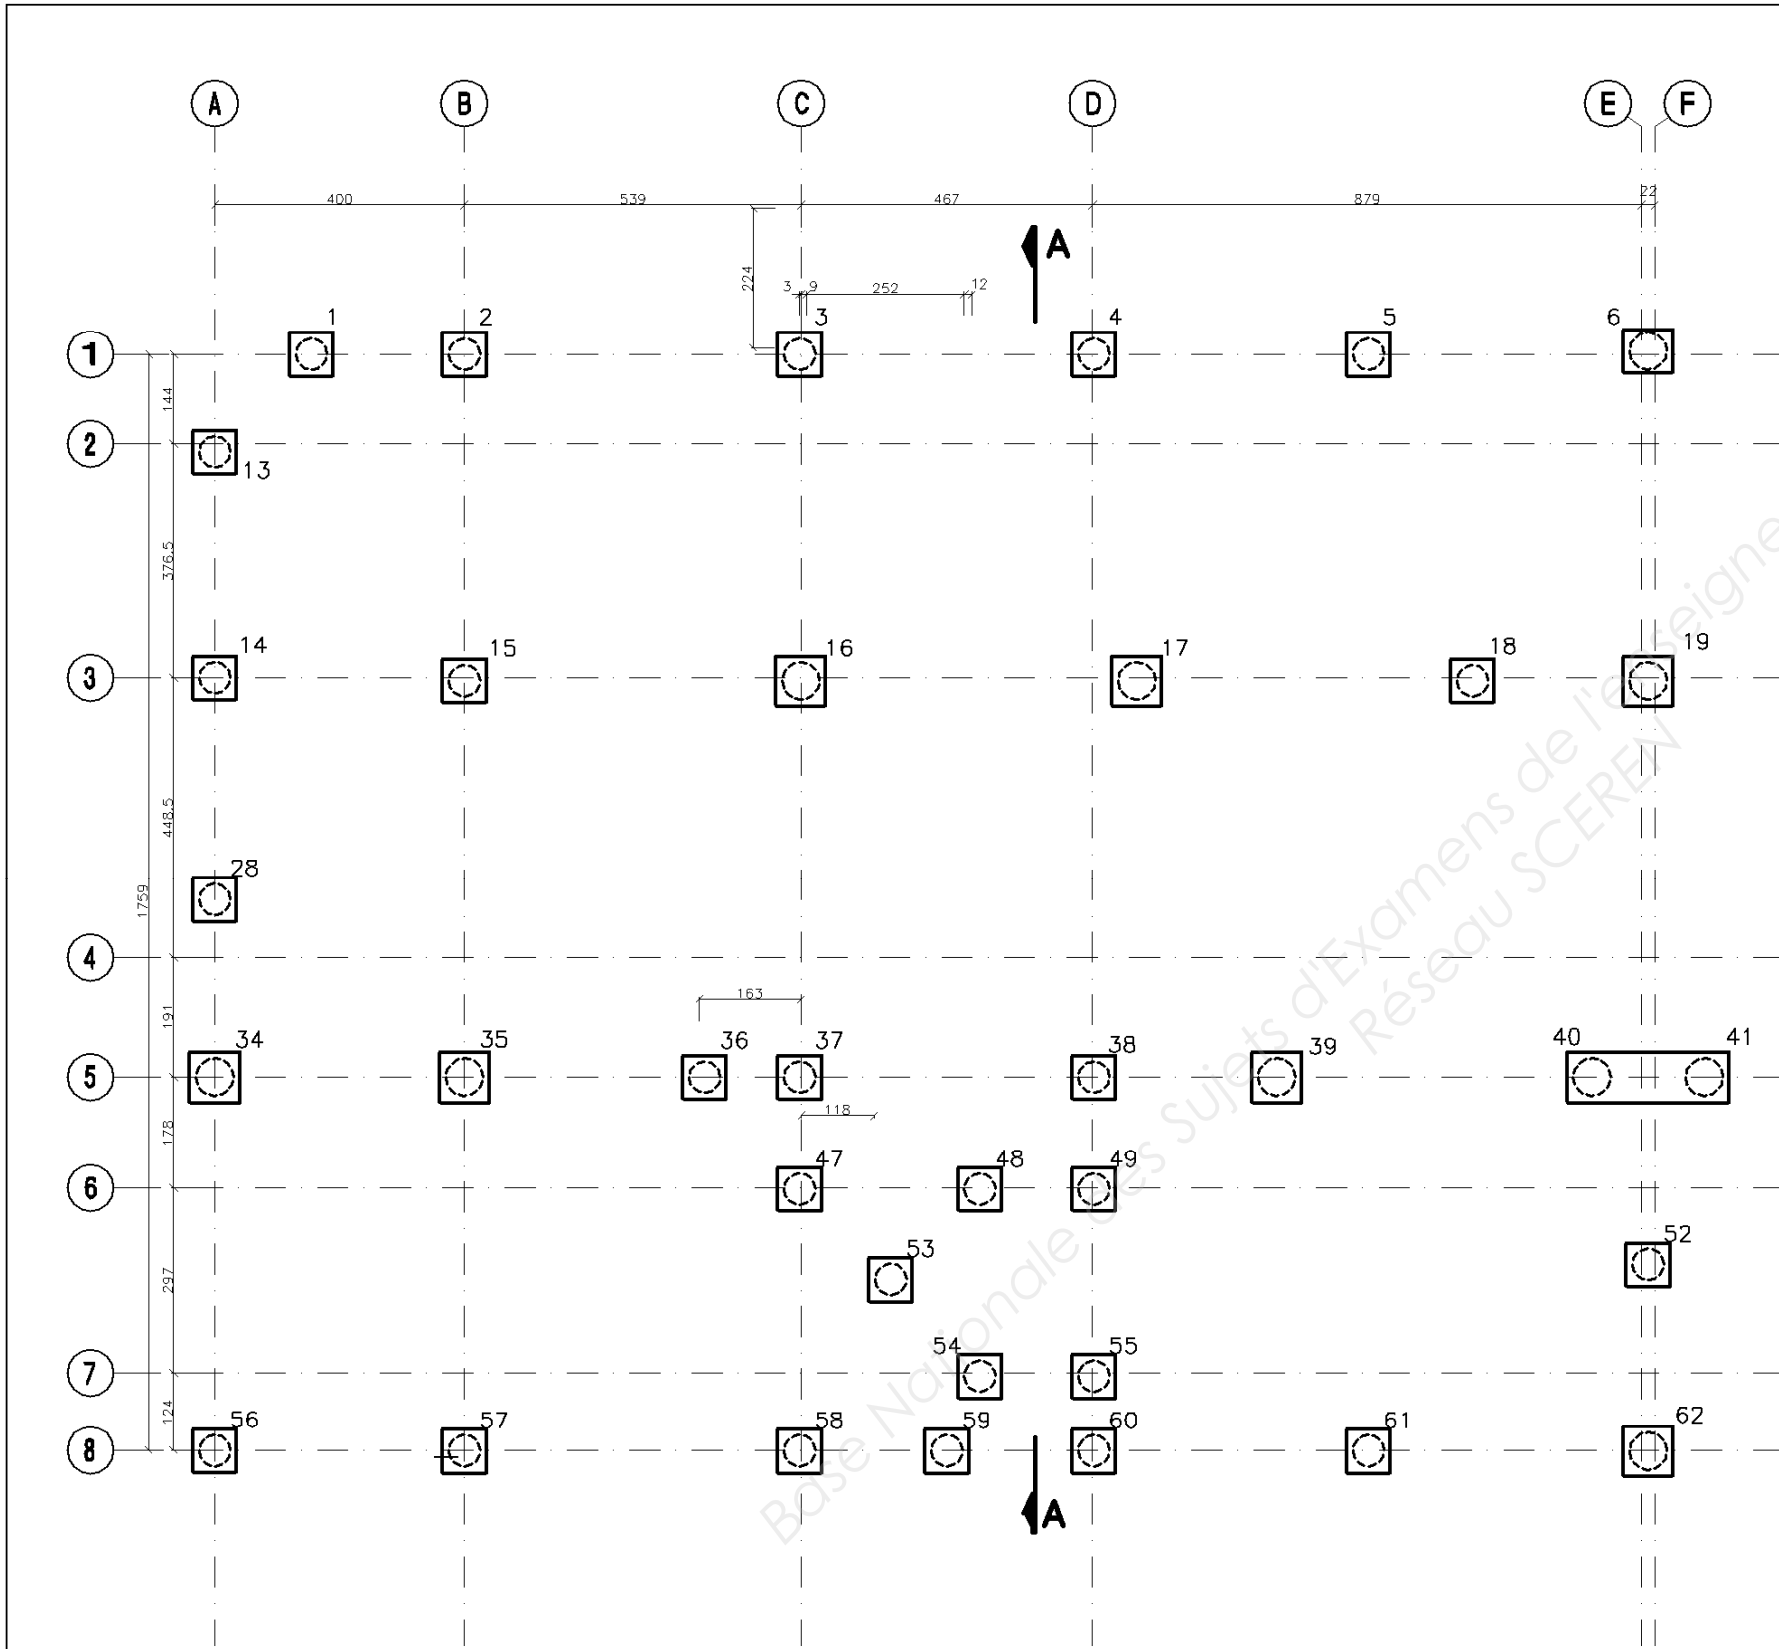 A B C D E F
400 539 467 879 22
A
224
3 9 252 12
1 2 3 4 5 6
1
144
2
13
376.5
14 15 16 17 18 19
3
448.5
28
1759
4
163
191
34 35 36 37 38 39 40 41
5
118
178
47 48 49
6
53 52
297
54 55
7
124
56 57 58 59 60 61 62
8
A
Base Nationale des Sujets d'Examens de l'enseigne
Réseau SCEREN